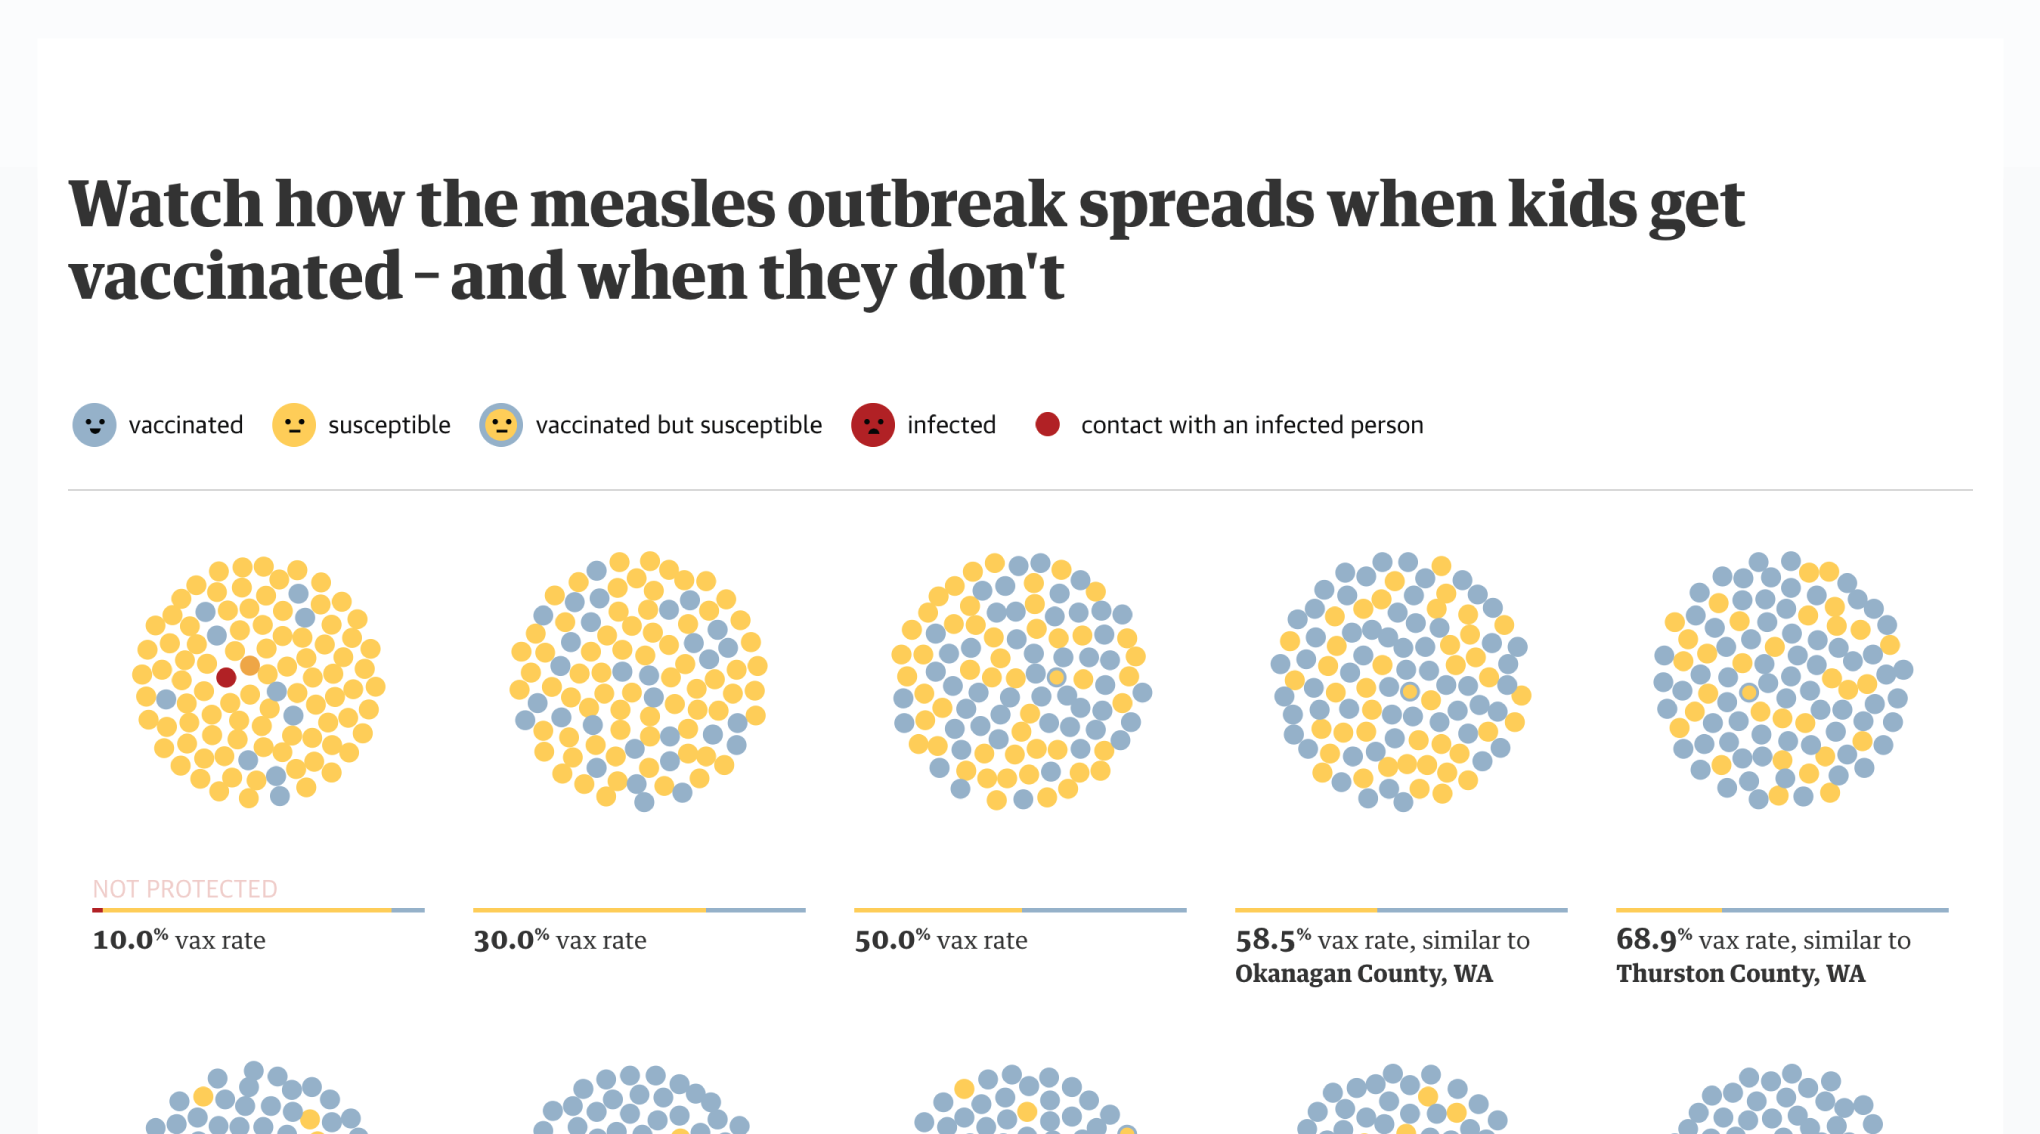 Watch how the measles outbreak spreads when kids get
vaccinated – and when they don't
vaccinated susceptible vaccinated but susceptible infected contact with an infected person
NOT PROTECTED
10.0% vax rate
30.0% vax rate
50.0% vax rate
58.5% vax rate, similar to
Okanagan County, WA
68.9% vax rate, similar to
Thurston County, WA